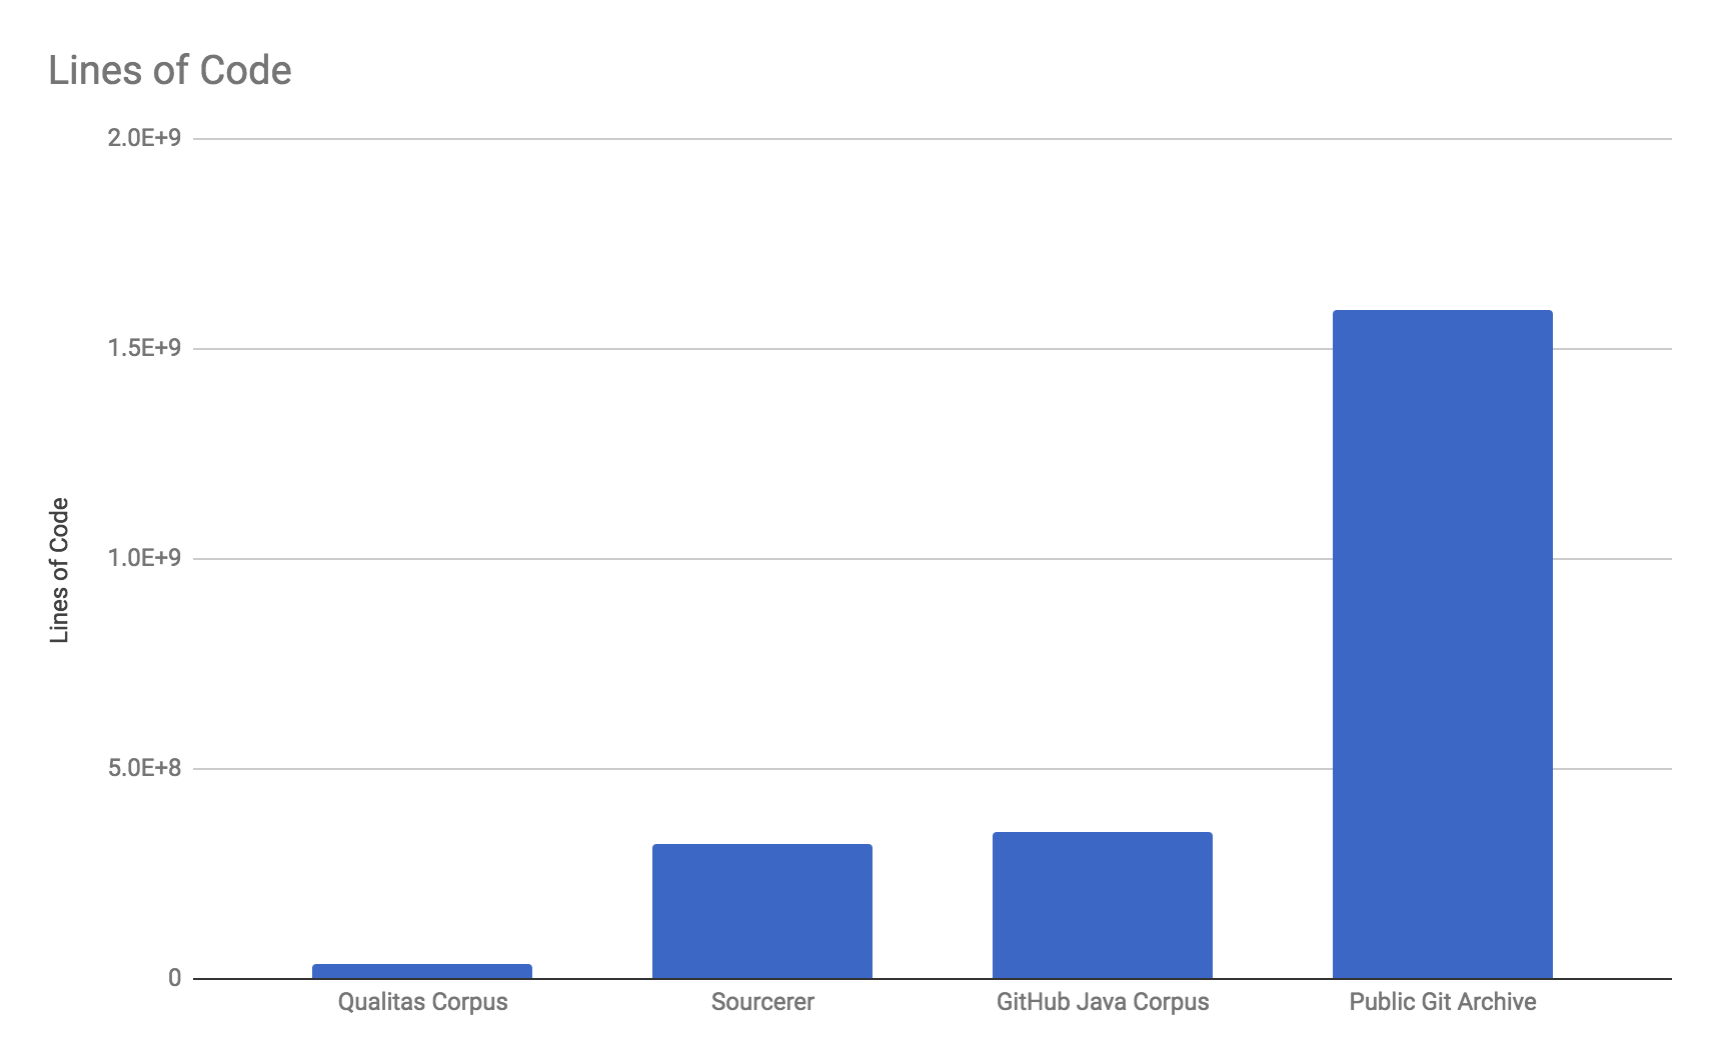 Lines of Code
2.0E+9
1.5E+9
1.0E+9
5.0E+8
0
Lines of Code
Qualitas Corpus
Sourcerer
GitHub Java Corpus
Public Git Archive